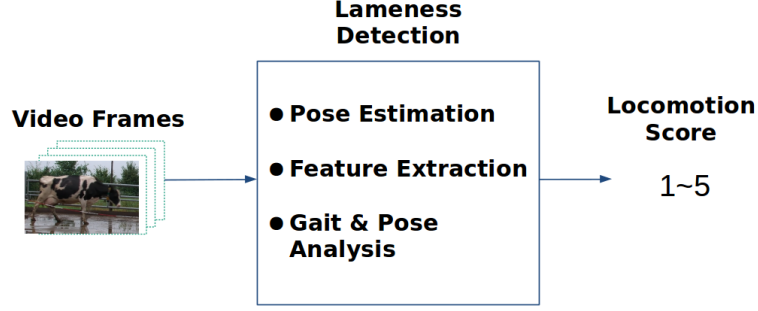 Lameness
Detection
Video Frames
● Pose Estimation
● Feature Extraction
● Gait & Pose
Analysis
Locomotion
Score
1~5